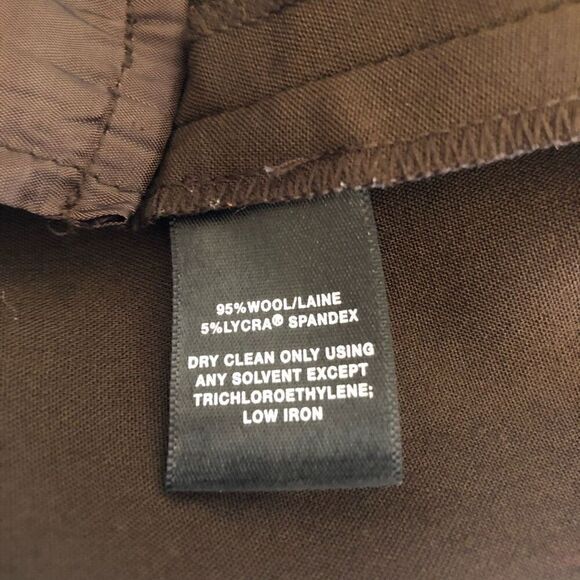 95%WOOL/LAINE
5%LYCRA® SPANDEX
DRY CLEAN ONLY USING
ANY SOLVENT EXCEPT
TRICHLOROETHYLENE;
LOW IRON